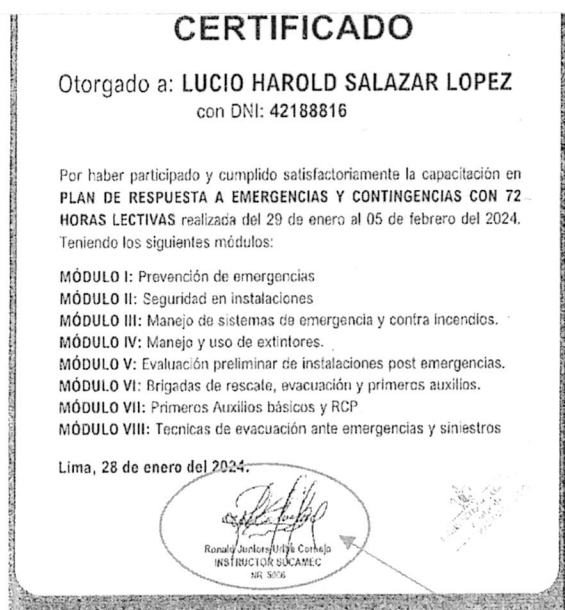 CERTIFICADO
Otorgado a: LUCIO HAROLD SALAZAR LOPEZ
con DNI: 42188816
Por haber participado y cumplido satisfactoriamente la capacitación en
PLAN DE RESPUESTA A EMERGENCIAS Y CONTINGENCIAS CON 72
HORAS LECTIVAS realizada del 29 de enero al 05 de febrero del 2024.
Teniendo los siguientes módulos:
MÓDULO I: Prevención de emergencias
MÓDULO II: Seguridad en instalaciones
MÓDULO III: Manejo de sistemas de emergencia y contra incendios.
MÓDULO IV: Manejo y uso de extintores.
MÓDULO V: Evaluación preliminar de instalaciones post emergencias.
MÓDULO VI: Brigadas de rescate, evacuación y primeros auxilios.
MÓDULO VII: Primeros Auxilios básicos y RCP
MÓDULO VIII: Tecnicas de evacuación ante emergencias y siniestros
Lima, 28 de enero del 2024.
Ronald Juniors Cornejo
INSTRUCTOR SUCAMEC
NR 5006